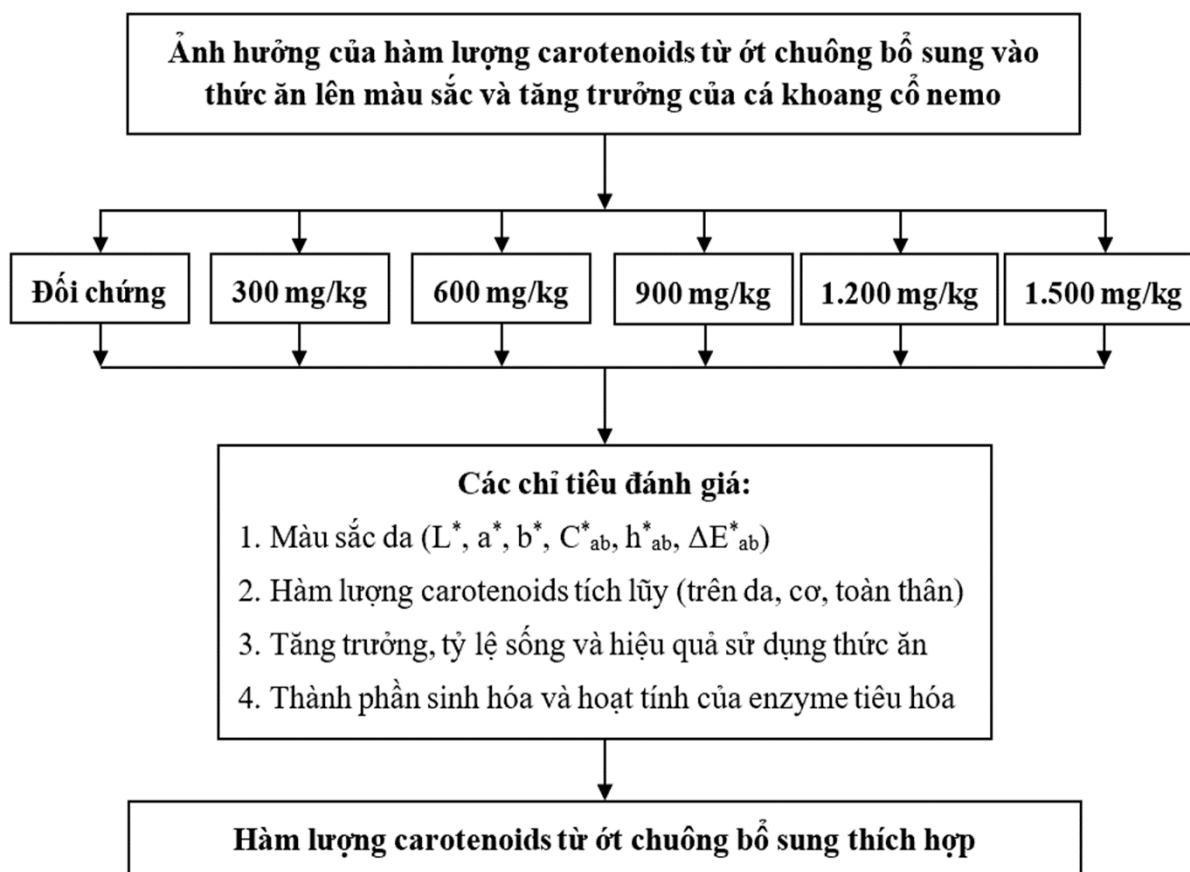 Ảnh hưởng của hàm lượng carotenoids từ ớt chuông bổ sung vào
thức ăn lên màu sắc và tăng trưởng của cá khoang cổ nemo
Đối chứng
300 mg/kg
600 mg/kg
900 mg/kg
1.200 mg/kg
1.500 mg/kg
Các chỉ tiêu đánh giá:
1. Màu sắc da (L*, a*, b*, C*ab, h*ab, ΔE*ab)
2. Hàm lượng carotenoids tích lũy (trên da, cơ, toàn thân)
3. Tăng trưởng, tỷ lệ sống và hiệu quả sử dụng thức ăn
4. Thành phần sinh hóa và hoạt tính của enzyme tiêu hóa
Hàm lượng carotenoids từ ớt chuông bổ sung thích hợp